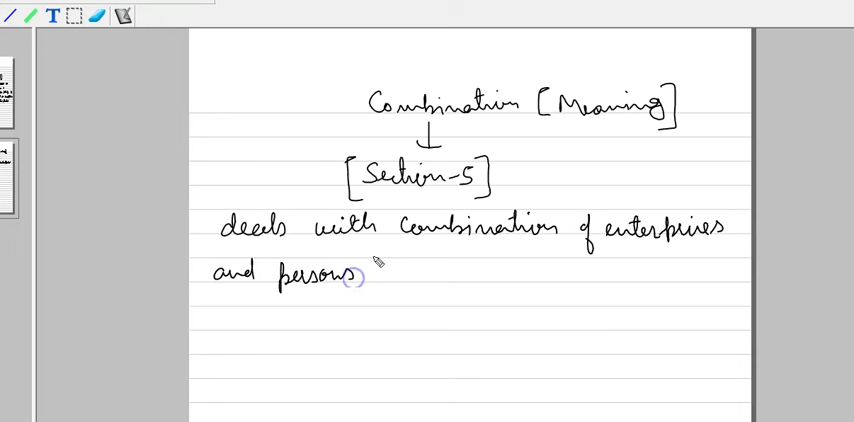 Combination [Meaning]
[Section-5]
deals with combination of enterprises
and persons